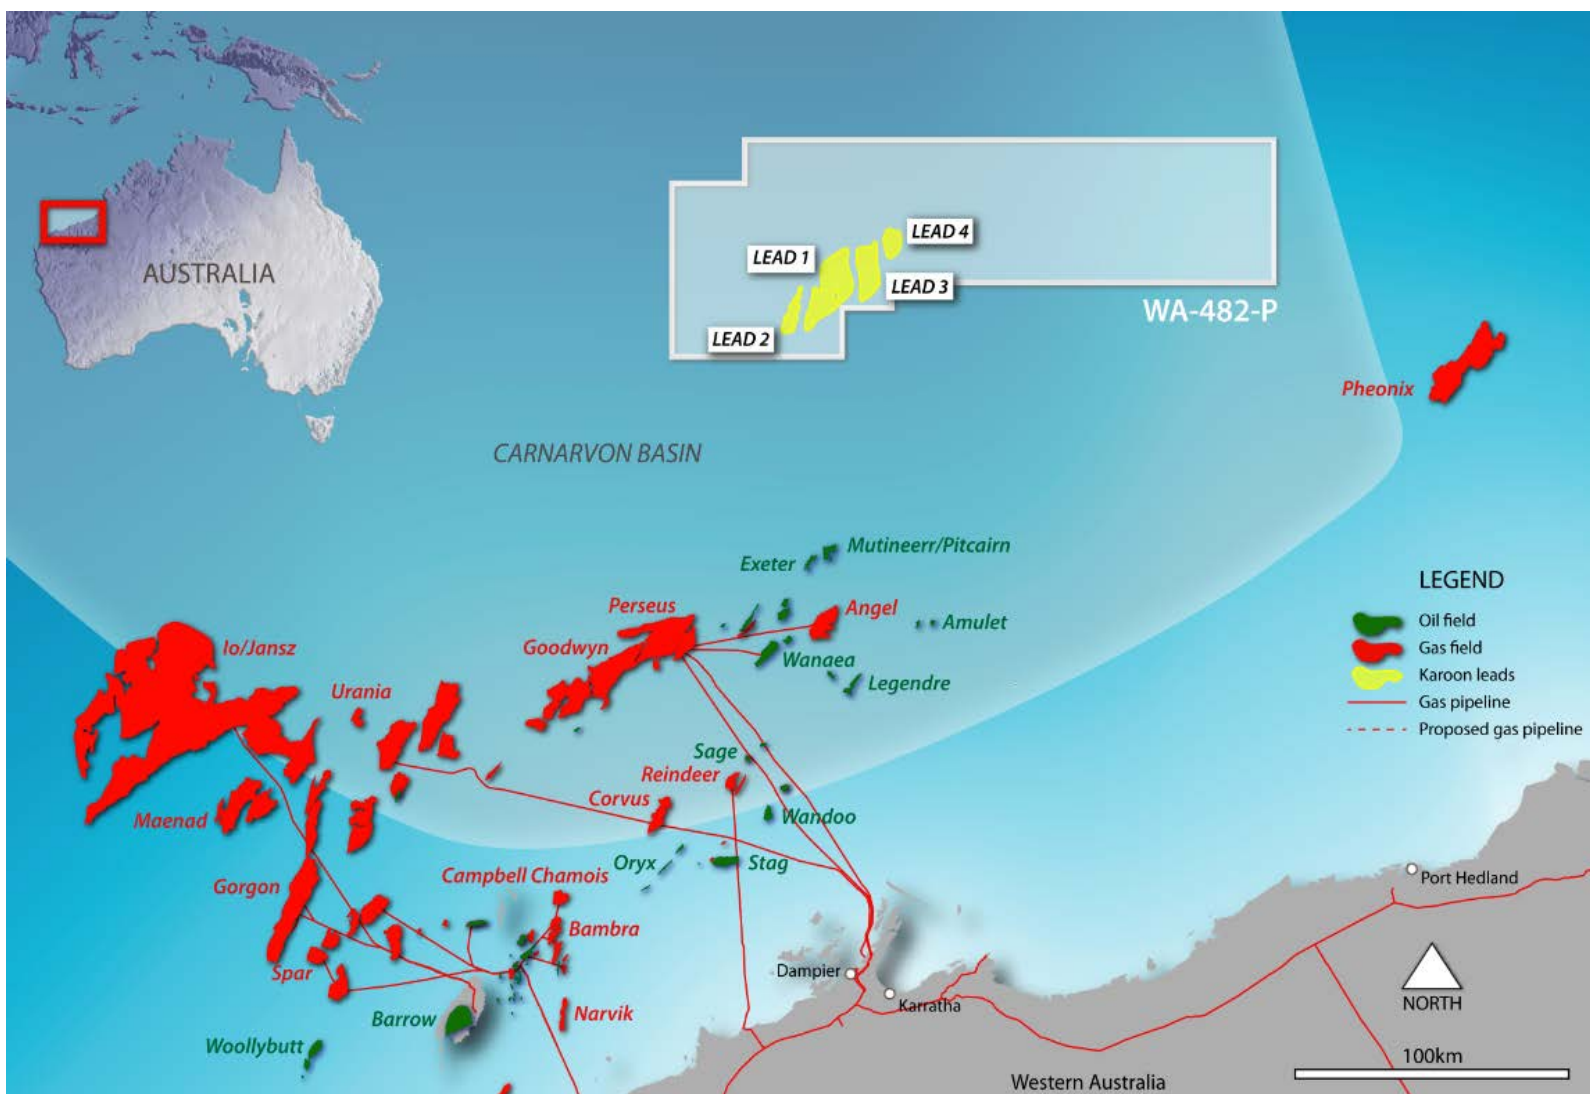 AUSTRALIA
LEAD 4
LEAD 1
LEAD 3
LEAD 2
WA-482-P
Pheonix
CARNARVON BASIN
Mutineerr/Pitcairn
Exeter
Perseus
Angel
Amulet
Goodwyn
Wanaea
Legendre
Io/Jansz
Urania
Sage
Reindeer
Corvus
Wandoo
Maenad
Oryx
Stag
Gorgon
Campbell Chamois
Bambra
Spar
Narvik
Barrow
Woollybutt
LEGEND
Oil field
Gas field
Karoon leads
Gas pipeline
Proposed gas pipeline
Port Hedland
Dampier
Karratha
NORTH
100km
Western Australia